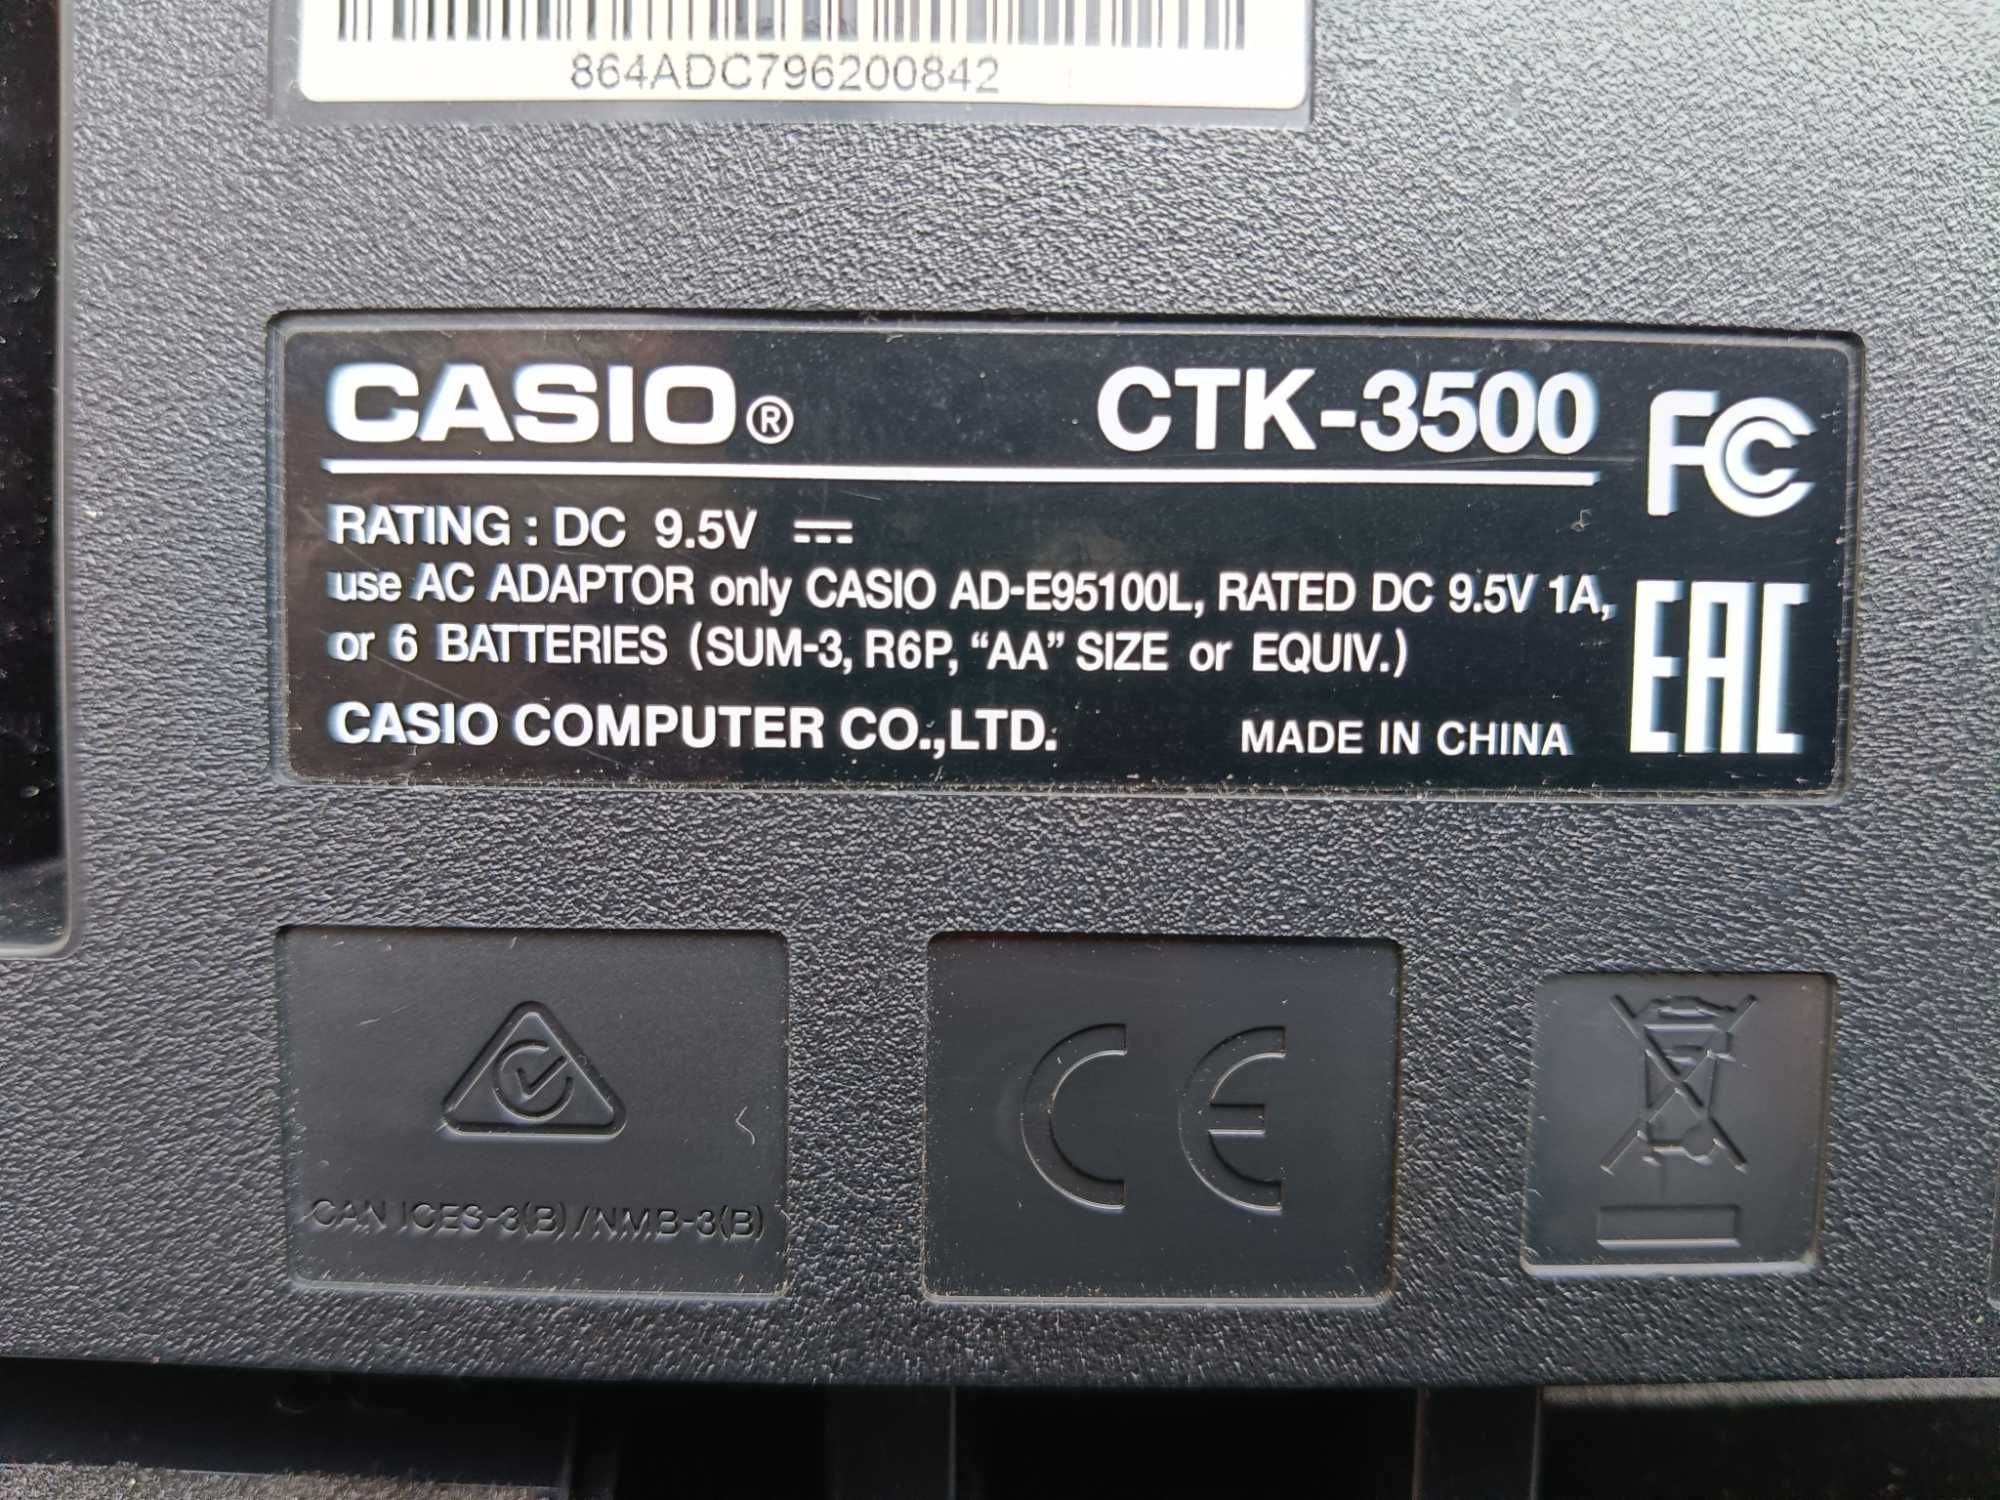 864ADC796200842
CASIO® CTK-3500 FC
RATING : DC 9.5V ⎓
use AC ADAPTOR only CASIO AD-E95100L, RATED DC 9.5V 1A,
or 6 BATTERIES (SUM-3, R6P, “AA” SIZE or EQUIV.)
EAC
CASIO COMPUTER CO.,LTD. MADE IN CHINA
CE
CAN ICES-3(B)/NMB-3(B)